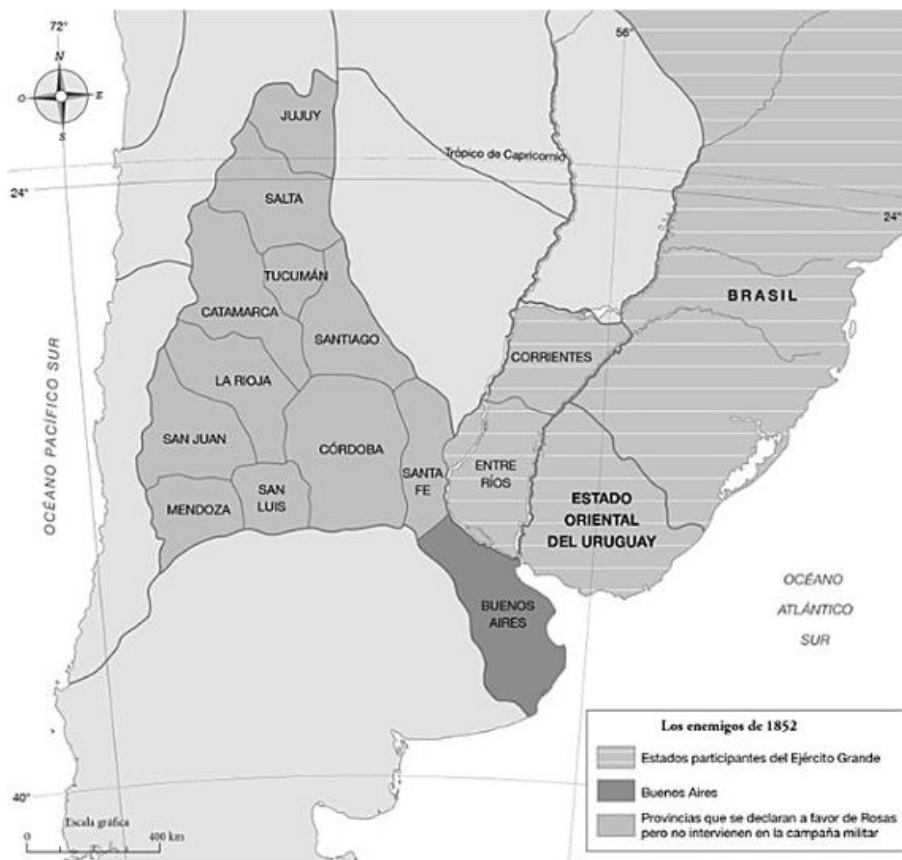 72°
56°
N
O
E
S
JUJUY
Trópico de Capricornio
24°
SALTA
24°
TUCUMÁN
BRASIL
CATAMARCA
SANTIAGO
CORRIENTES
LA RIOJA
OCÉANO PACÍFICO SUR
SAN JUAN
CÓRDOBA
ENTRE
RÍOS
SANTA
FE
MENDOZA
SAN
LUIS
ESTADO
ORIENTAL
DEL URUGUAY
OCÉANO
ATLÁNTICO
SUR
BUENOS
AIRES
Los enemigos de 1852
Estados participantes del Ejército Grande
Buenos Aires
Provincias que se declaran a favor de Rosas
pero no intervienen en la campaña militar
40°
Escala gráfica
0
400 km